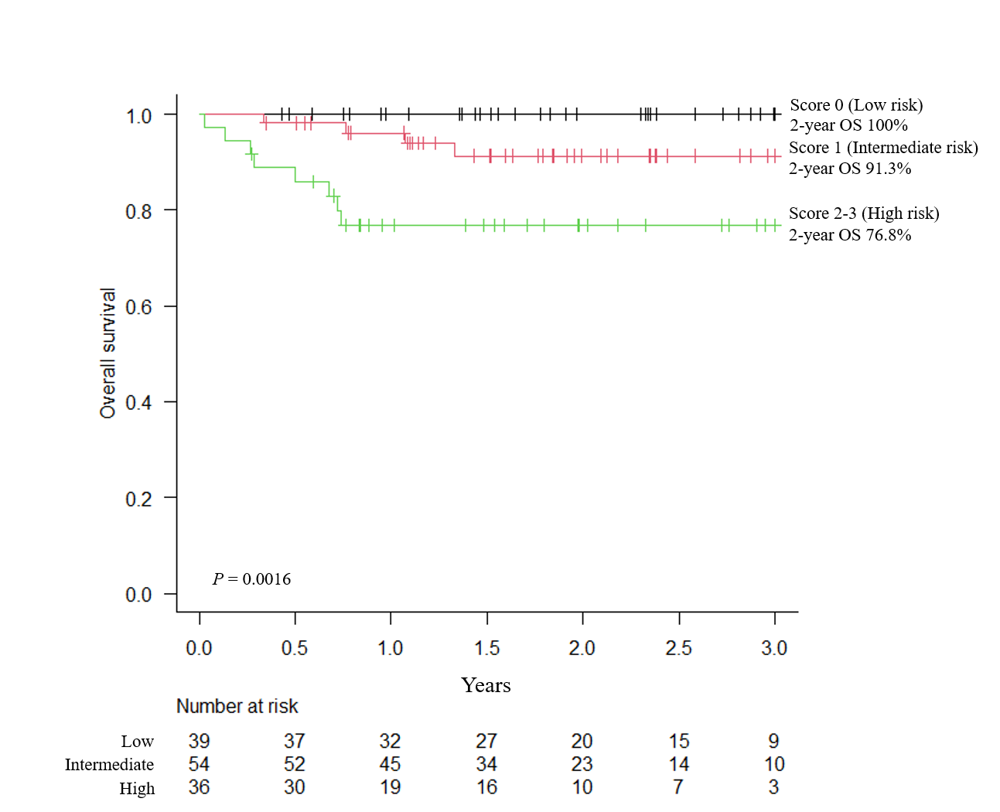 1.0
0.8
0.6
0.4
0.2
0.0
Overall survival
Score 0 (Low risk)
2-year OS 100%
Score 1 (Intermediate risk)
2-year OS 91.3%
Score 2-3 (High risk)
2-year OS 76.8%
P = 0.0016
0.0 0.5 1.0 1.5 2.0 2.5 3.0
Years
Number at risk
Low 39 37 32 27 20 15 9
Intermediate 54 52 45 34 23 14 10
High 36 30 19 16 10 7 3